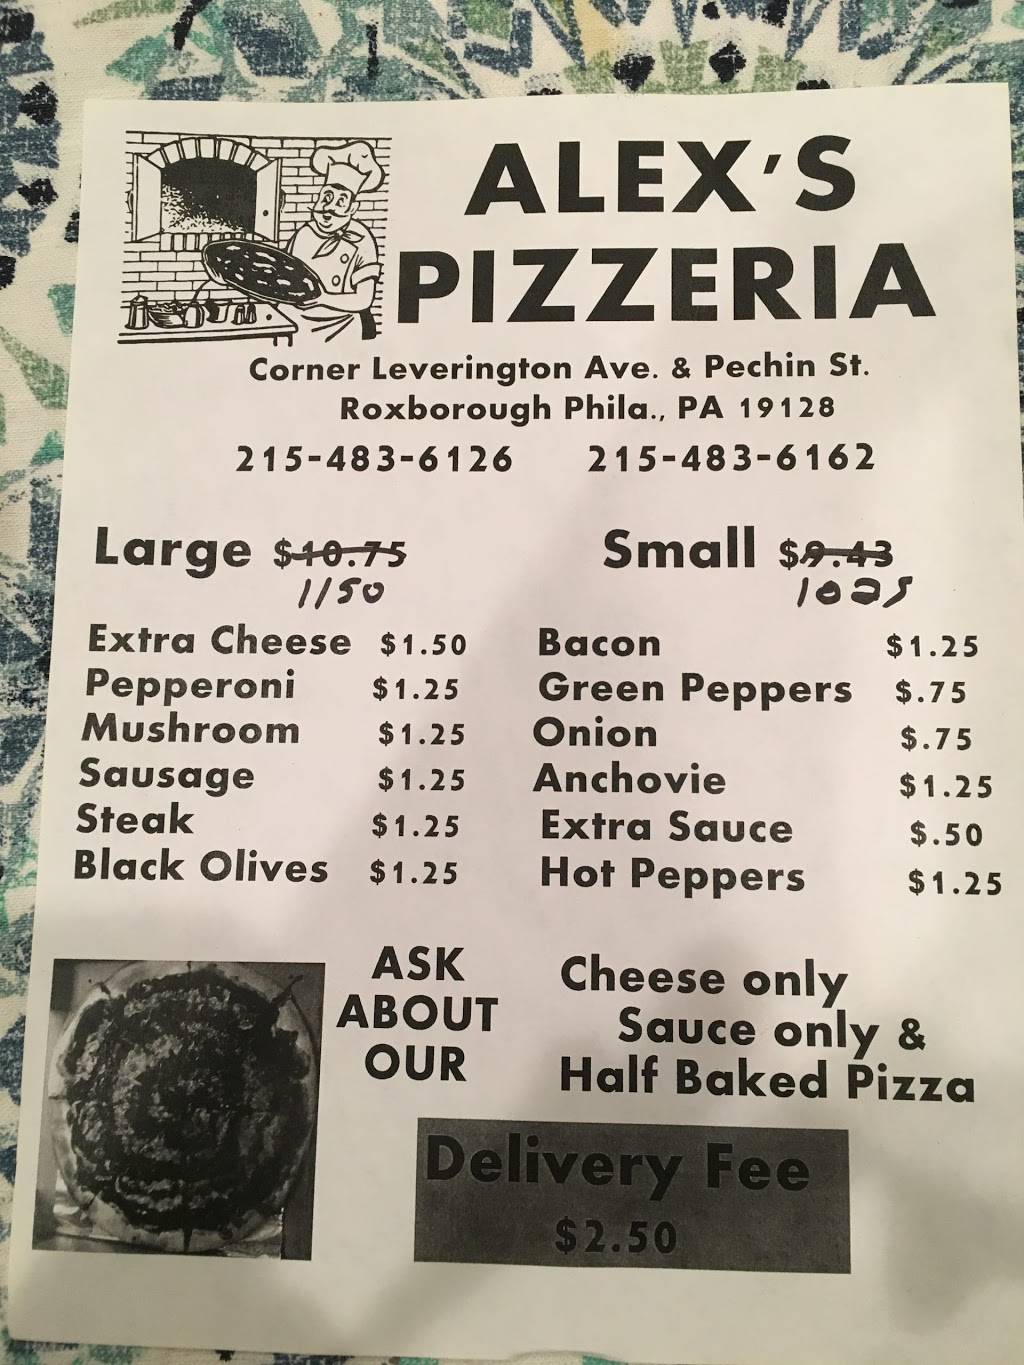 ALEX'S
PIZZERIA
Corner Leverington Ave. & Pechin St.
Roxborough Phila., PA 19128
215-483-6126 215-483-6162
Large $10.75
1150
Small $9.43
1025
Extra Cheese $1.50
Pepperoni $1.25
Mushroom $1.25
Sausage $1.25
Steak $1.25
Black Olives $1.25
Bacon $1.25
Green Peppers $.75
Onion $.75
Anchovie $1.25
Extra Sauce $.50
Hot Peppers $1.25
ASK
ABOUT
OUR
Cheese only
Sauce only &
Half Baked Pizza
Delivery Fee
$2.50